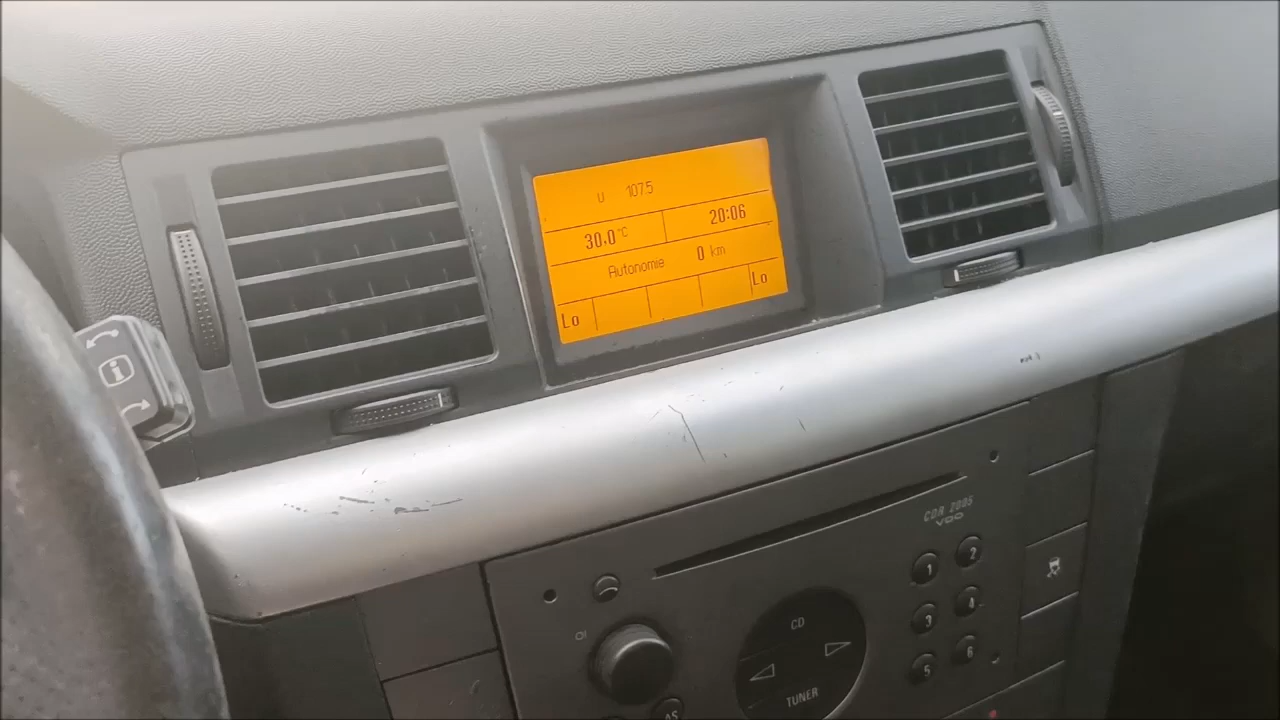 U 107.5
30,0 °C 20:06
Autonomie 0 km
Lo Lo
i
CDR 2005
VDO
1 2
3 4
5 6
CD
TUNER
AS